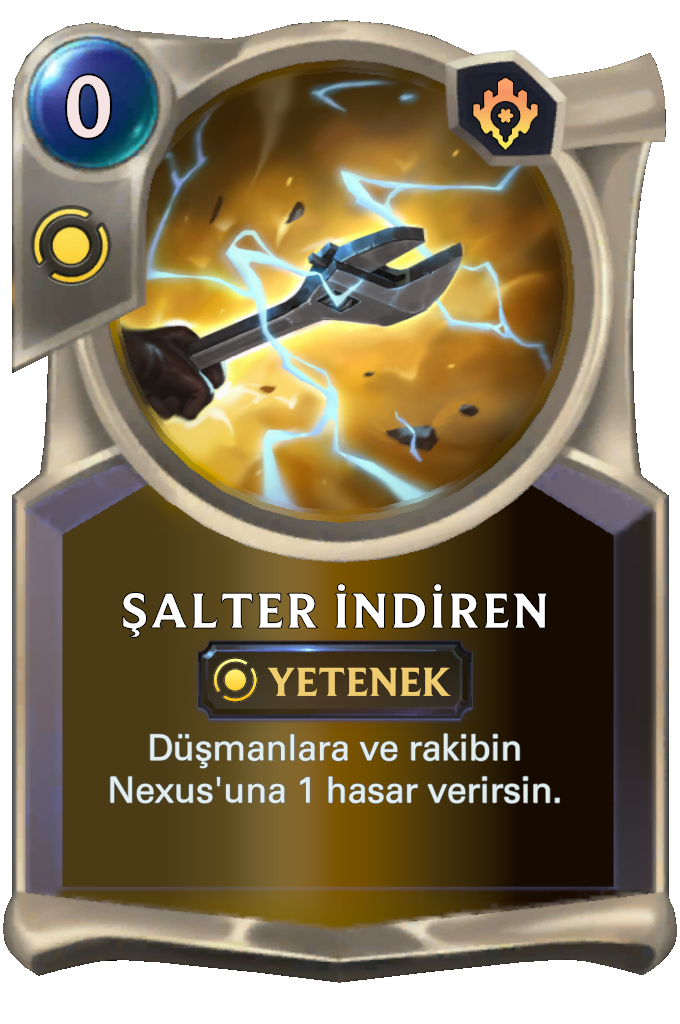 0
ŞALTER İNDİREN
YETENEK
Düşmanlara ve rakibin
Nexus'una 1 hasar verirsin.